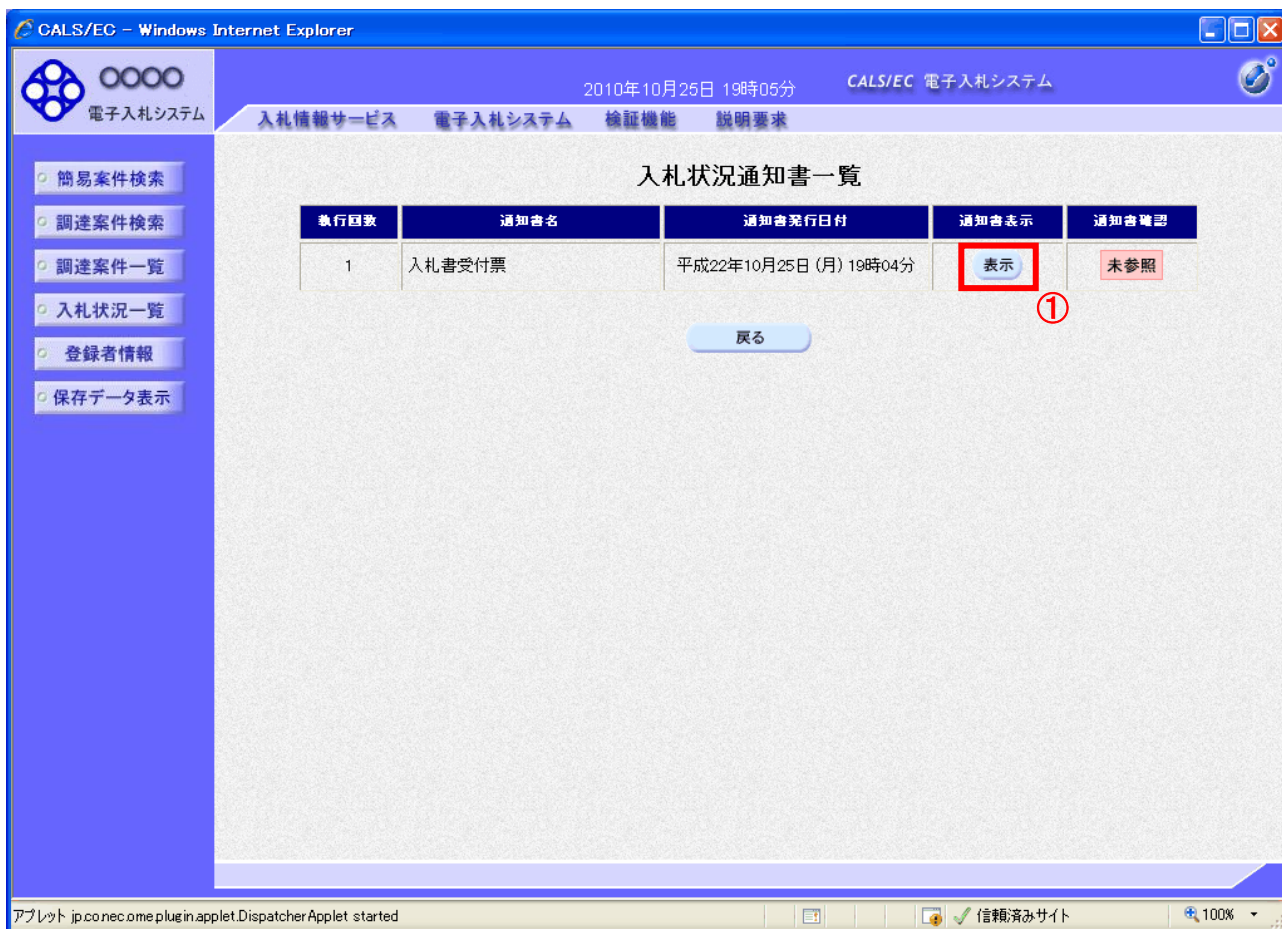 CALS/EC - Windows Internet Explorer
〇〇〇〇
電子入札システム
2010年10月25日 19時05分
CALS/EC 電子入札システム
入札情報サービス 電子入札システム 検証機能 説明要求
簡易案件検索
調達案件検索
調達案件一覧
入札状況一覧
登録者情報
保存データ表示
入札状況通知書一覧
執行回数 通知書名 通知書発行日付 通知書表示 通知書確認
1 入札書受付票 平成22年10月25日 (月) 19時04分 表示 未参照
①
戻る
アプレット jp.co.nec.ome.plugin.applet.DispatcherApplet started
信頼済みサイト
100%